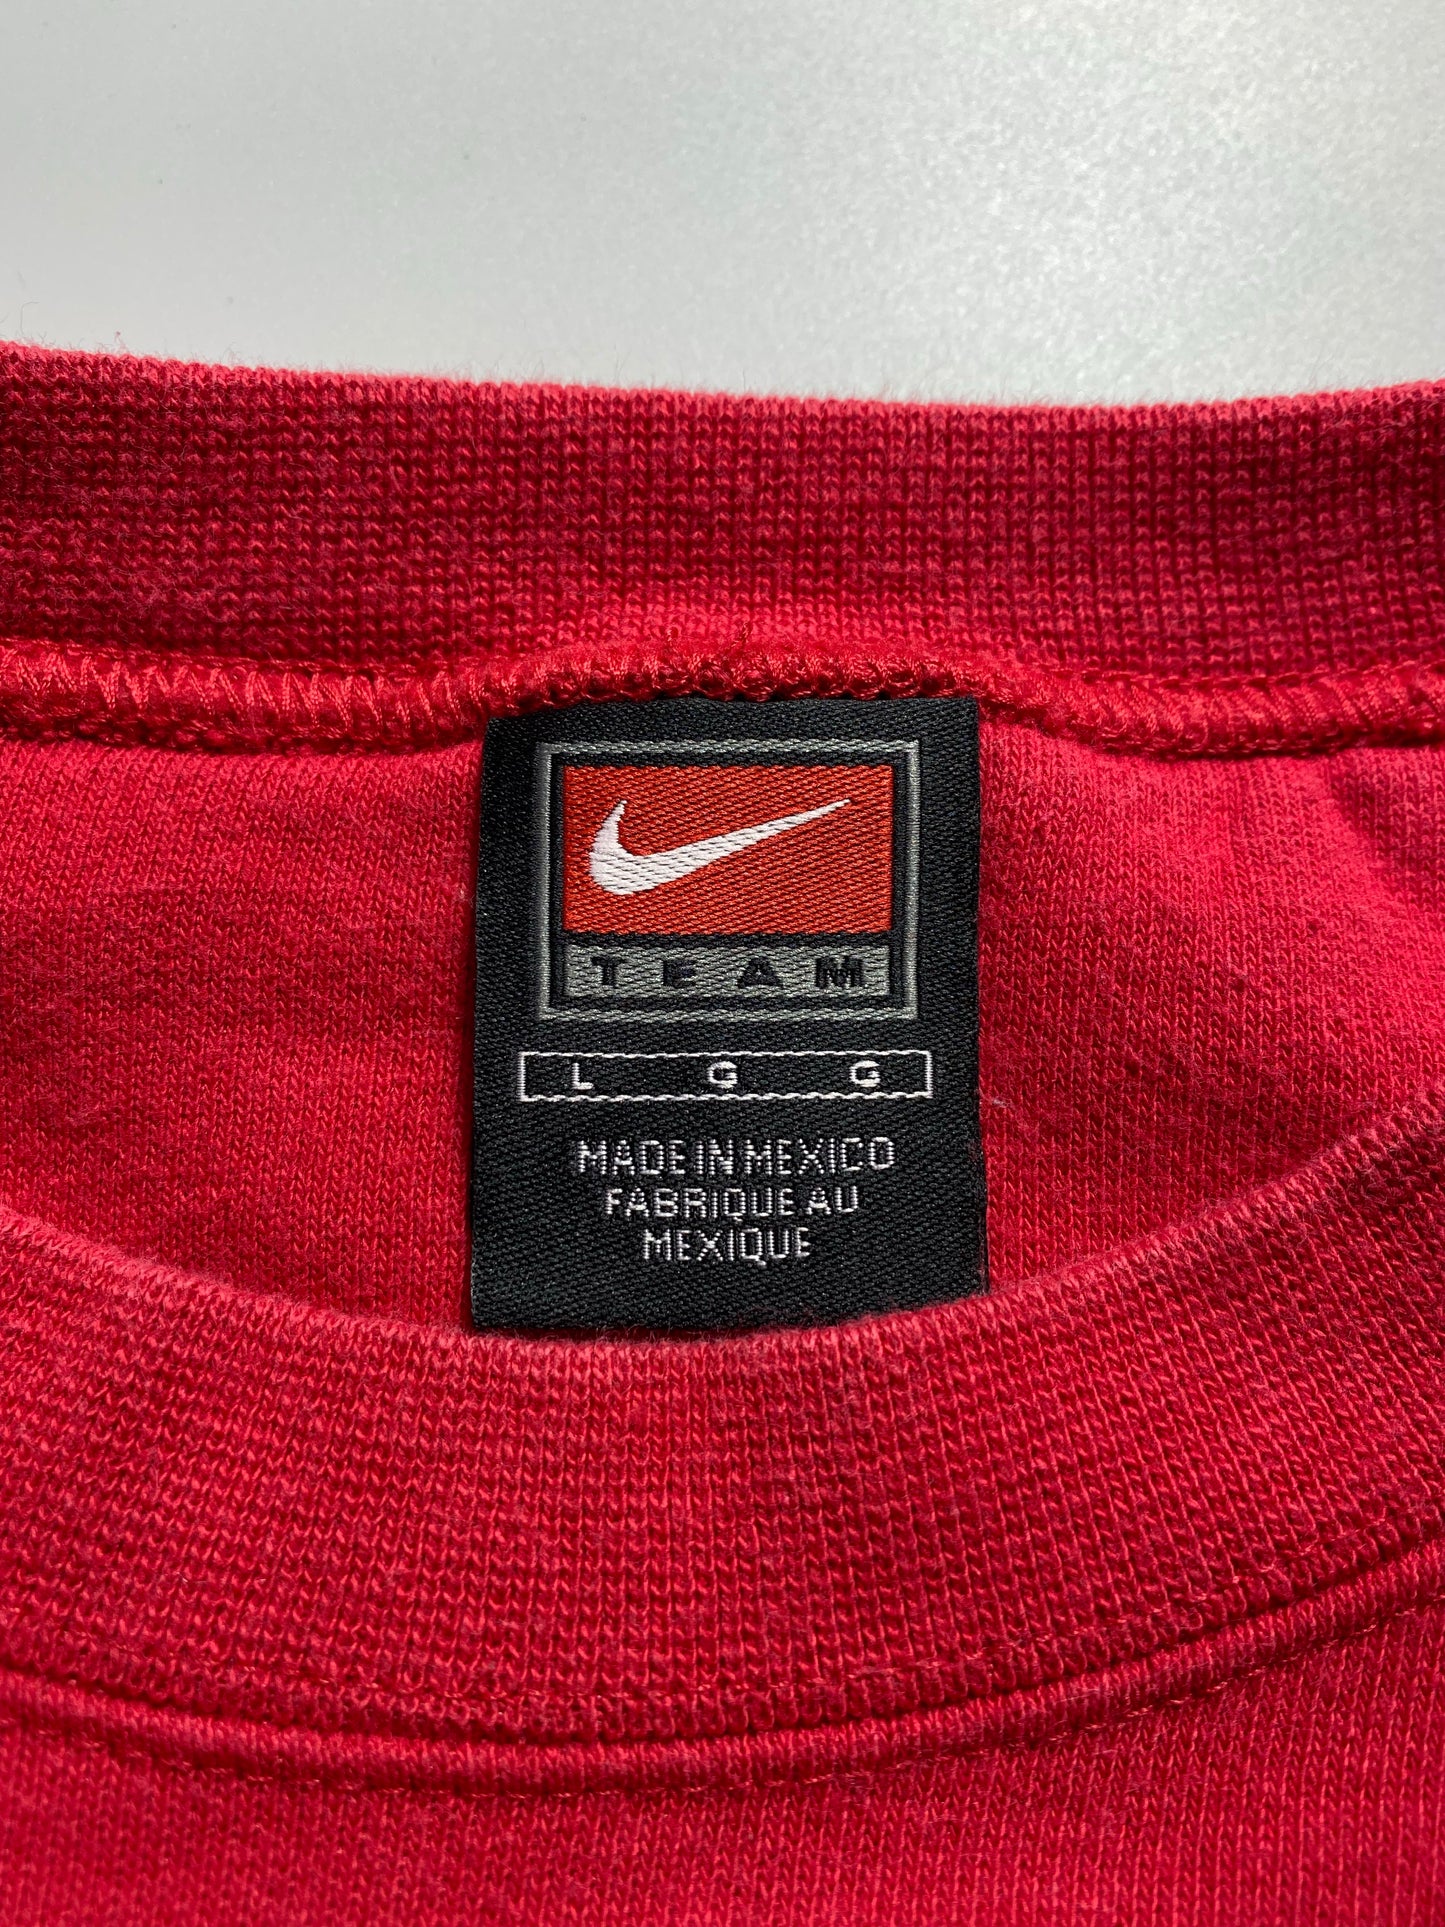 TEAM
L G G
MADE IN MEXICO
FABRIQUE AU
MEXIQUE